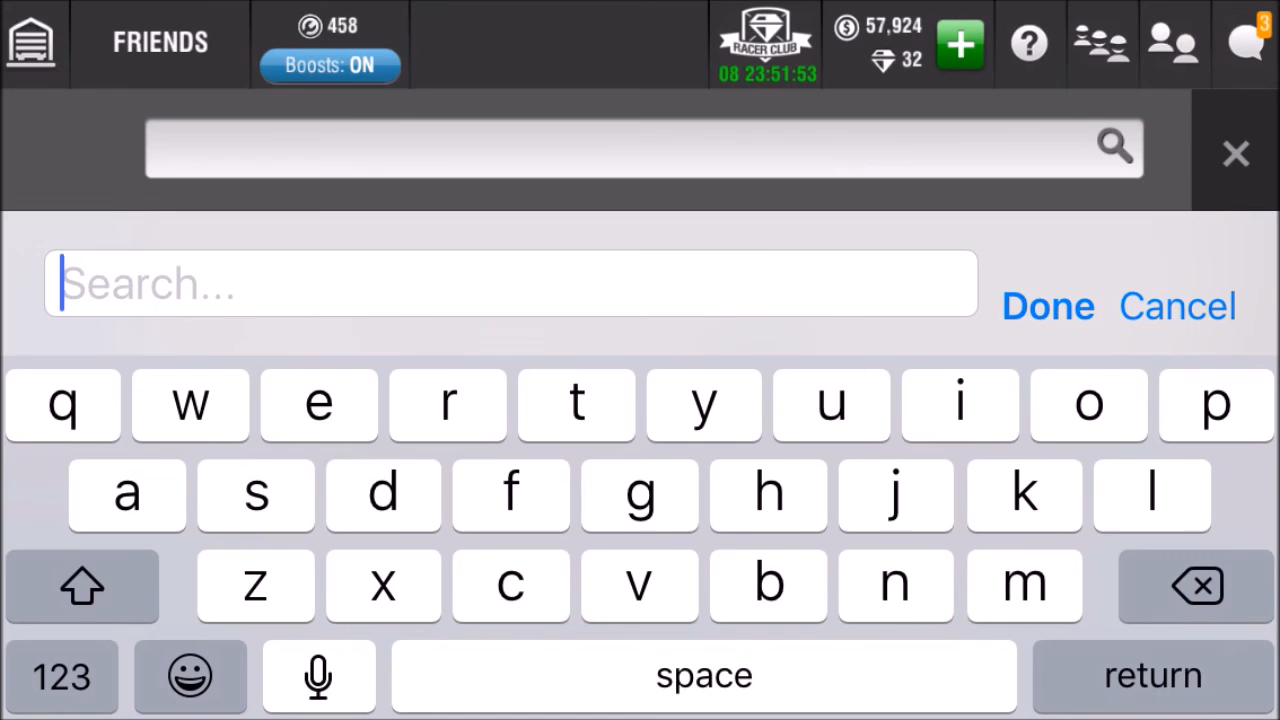 FRIENDS
458
Boosts: ON
RACER CLUB
08 23:51:53
$ 57,924
32
+
?
3
Search...
Done Cancel
q w e r t y u i o p
a s d f g h j k l
z x c v b n m
123 space return